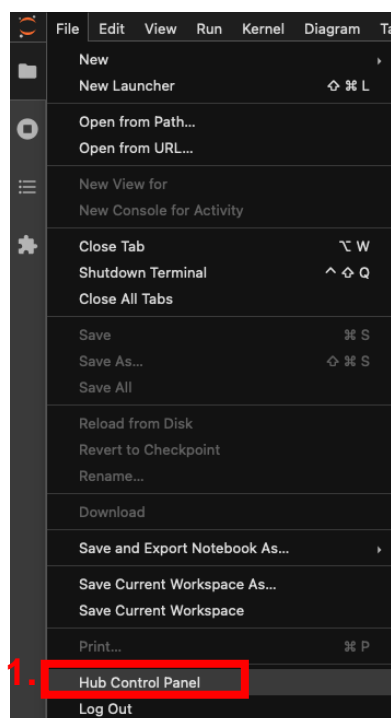 File Edit View Run Kernel Diagram Ta
New
New Launcher ⇧ ⌘ L
Open from Path...
Open from URL...
New View for
New Console for Activity
Close Tab ⌥ W
Shutdown Terminal ^ ⇧ Q
Close All Tabs
Save ⌘ S
Save As... ⇧ ⌘ S
Save All
Reload from Disk
Revert to Checkpoint
Rename...
Download
Save and Export Notebook As...
Save Current Workspace As...
Save Current Workspace
Print... ⌘ P
1. Hub Control Panel
Log Out